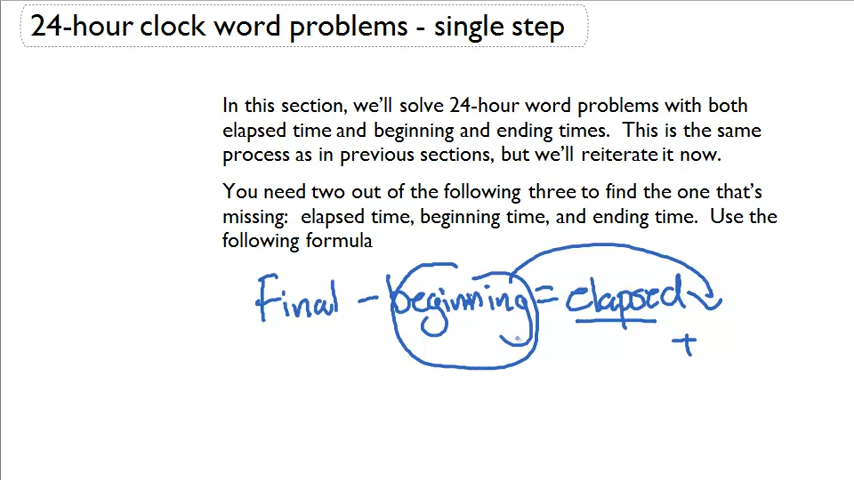 24-hour clock word problems - single step
In this section, we'll solve 24-hour word problems with both
elapsed time and beginning and ending times. This is the same
process as in previous sections, but we'll reiterate it now.
You need two out of the following three to find the one that's
missing: elapsed time, beginning time, and ending time. Use the
following formula
Final - beginning = elapsed
+